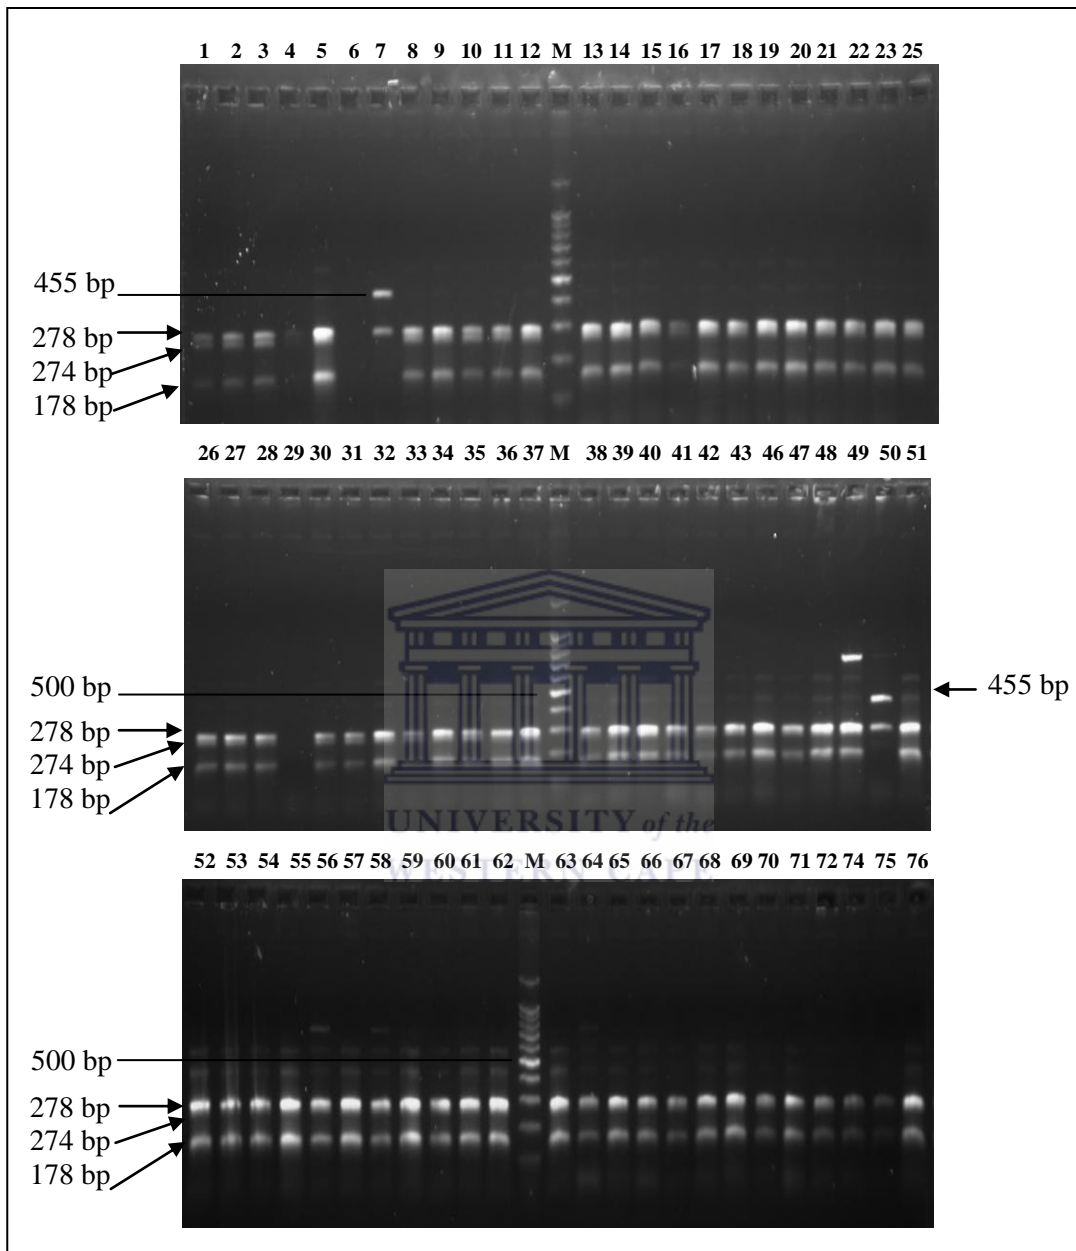 1 2 3 4 5 6 7 8 9 10 11 12 M 13 14 15 16 17 18 19 20 21 22 23 25
455 bp
278 bp
274 bp
178 bp
26 27 28 29 30 31 32 33 34 35 36 37 M 38 39 40 41 42 43 46 47 48 49 50 51
500 bp
455 bp
278 bp
274 bp
178 bp
UNIVERSITY of the
WESTERN CAPE
52 53 54 55 56 57 58 59 60 61 62 M 63 64 65 66 67 68 69 70 71 72 74 75 76
500 bp
278 bp
274 bp
178 bp